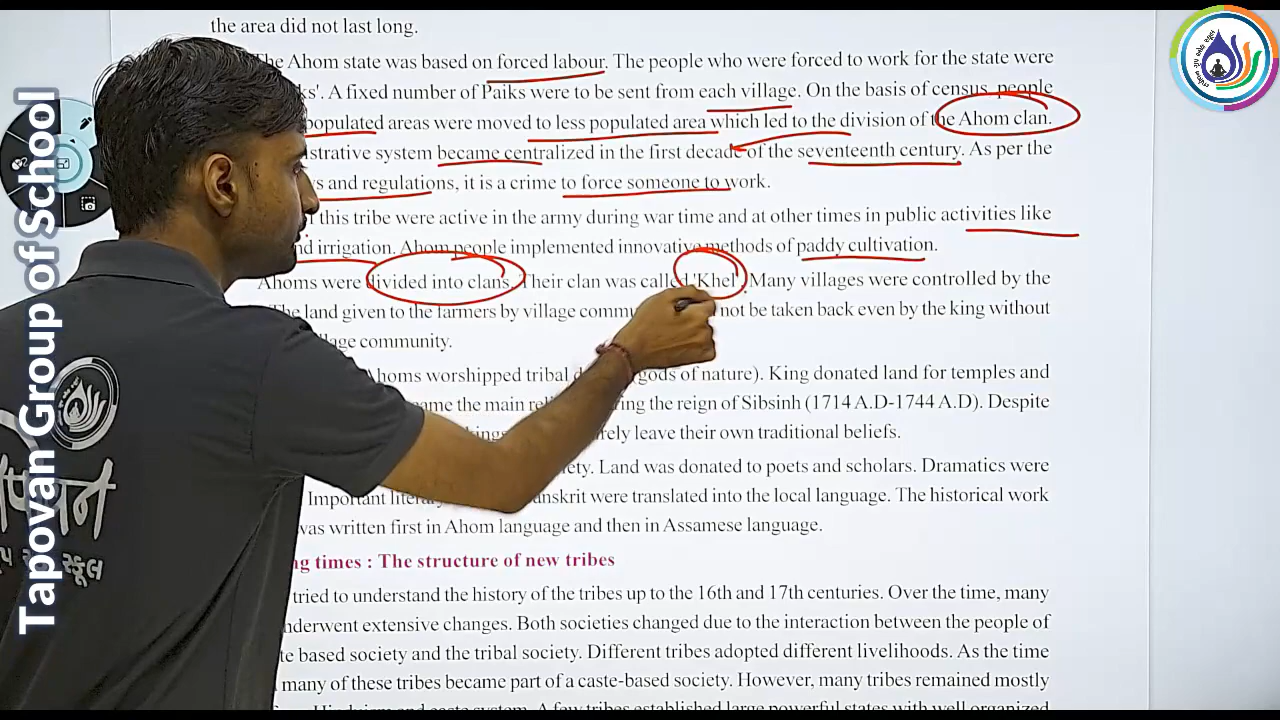 the area did not last long.
The Ahom state was based on forced labour. The people who were forced to work for the state were
ks'. A fixed number of Paiks were to be sent from each village. On the basis of census, people
populated areas were moved to less populated area which led to the division of the Ahom clan.
istrative system became centralized in the first decade of the seventeenth century. As per the
s and regulations, it is a crime to force someone to work.
f this tribe were active in the army during war time and at other times in public activities like
nd irrigation. Ahom people implemented innovative methods of paddy cultivation.
Ahoms were divided into clans. Their clan was called 'Khel'. Many villages were controlled by the
The land given to the farmers by village commu not be taken back even by the king without
lage community.
Ahoms worshipped tribal d (gods of nature). King donated land for temples and
ame the main reli ring the reign of Sibsinh (1714 A.D-1744 A.D). Despite
kings rely leave their own traditional beliefs.
iety. Land was donated to poets and scholars. Dramatics were
Important liter anskrit were translated into the local language. The historical work
was written first in Ahom language and then in Assamese language.
ng times : The structure of new tribes
tried to understand the history of the tribes up to the 16th and 17th centuries. Over the time, many
nderwent extensive changes. Both societies changed due to the interaction between the people of
te based society and the tribal society. Different tribes adopted different livelihoods. As the time
many of these tribes became part of a caste-based society. However, many tribes remained mostly
Tapovan Group of School